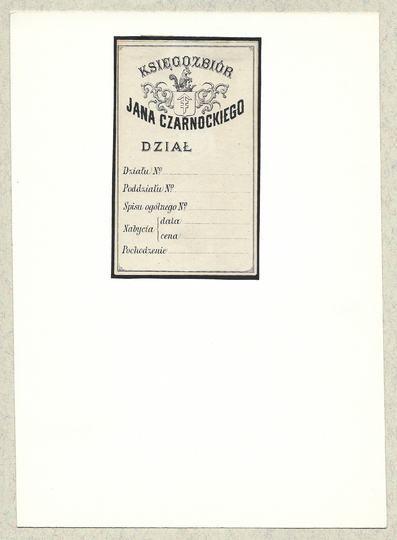 KSIĘGOZBIÓR
JANA CZARNOCKIEGO
DZIAŁ
Działu Nº
Poddziału Nº
Spisu ogólnego Nº
Nabycia { data
cena
Pochodzenie